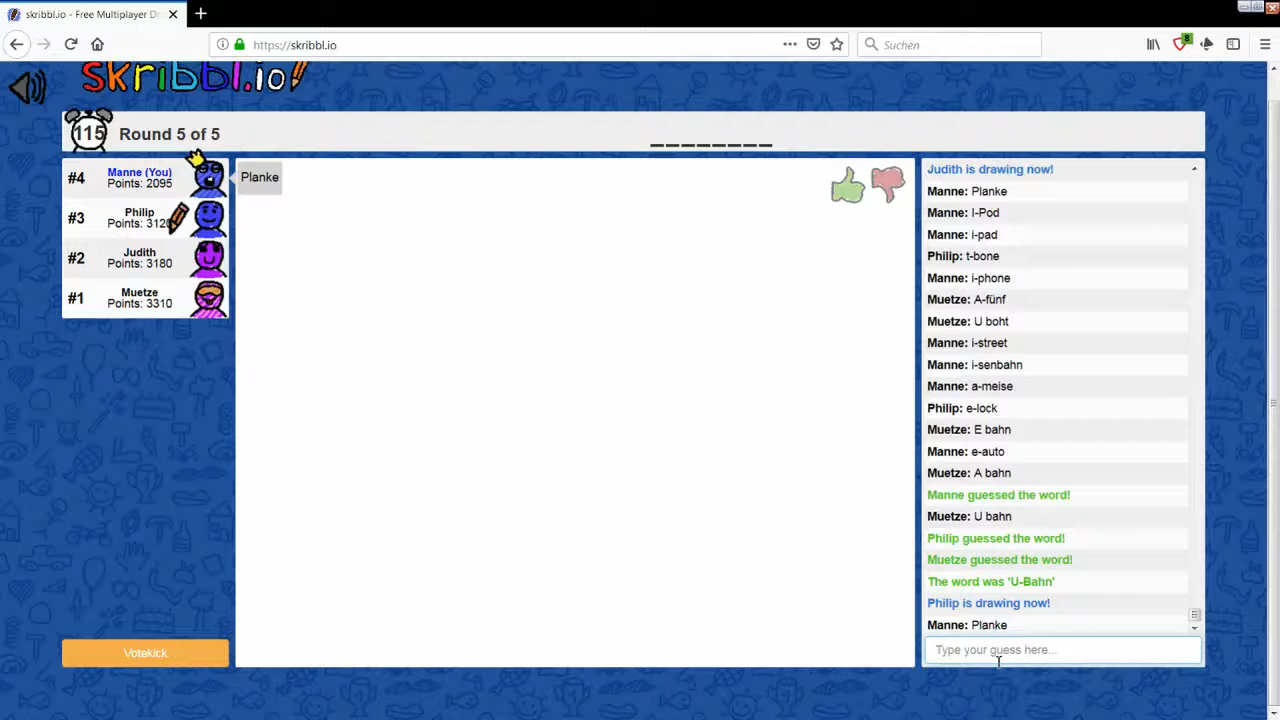 skribbl.io - Free Multiplayer Dr
https://skribbl.io
Suchen
8
skribbl.io!
115
Round 5 of 5
________
#4
Manne (You)
Points: 2095
Planke
#3
Philip
Points: 3120
#2
Judith
Points: 3180
#1
Muetze
Points: 3310
Votekick
Judith is drawing now!
Manne: Planke
Manne: I-Pod
Manne: i-pad
Philip: t-bone
Manne: i-phone
Muetze: A-fünf
Muetze: U boht
Manne: i-street
Manne: i-senbahn
Manne: a-meise
Philip: e-lock
Muetze: E bahn
Manne: e-auto
Muetze: A bahn
Manne guessed the word!
Muetze: U bahn
Philip guessed the word!
Muetze guessed the word!
The word was 'U-Bahn'
Philip is drawing now!
Manne: Planke
Type your guess here...